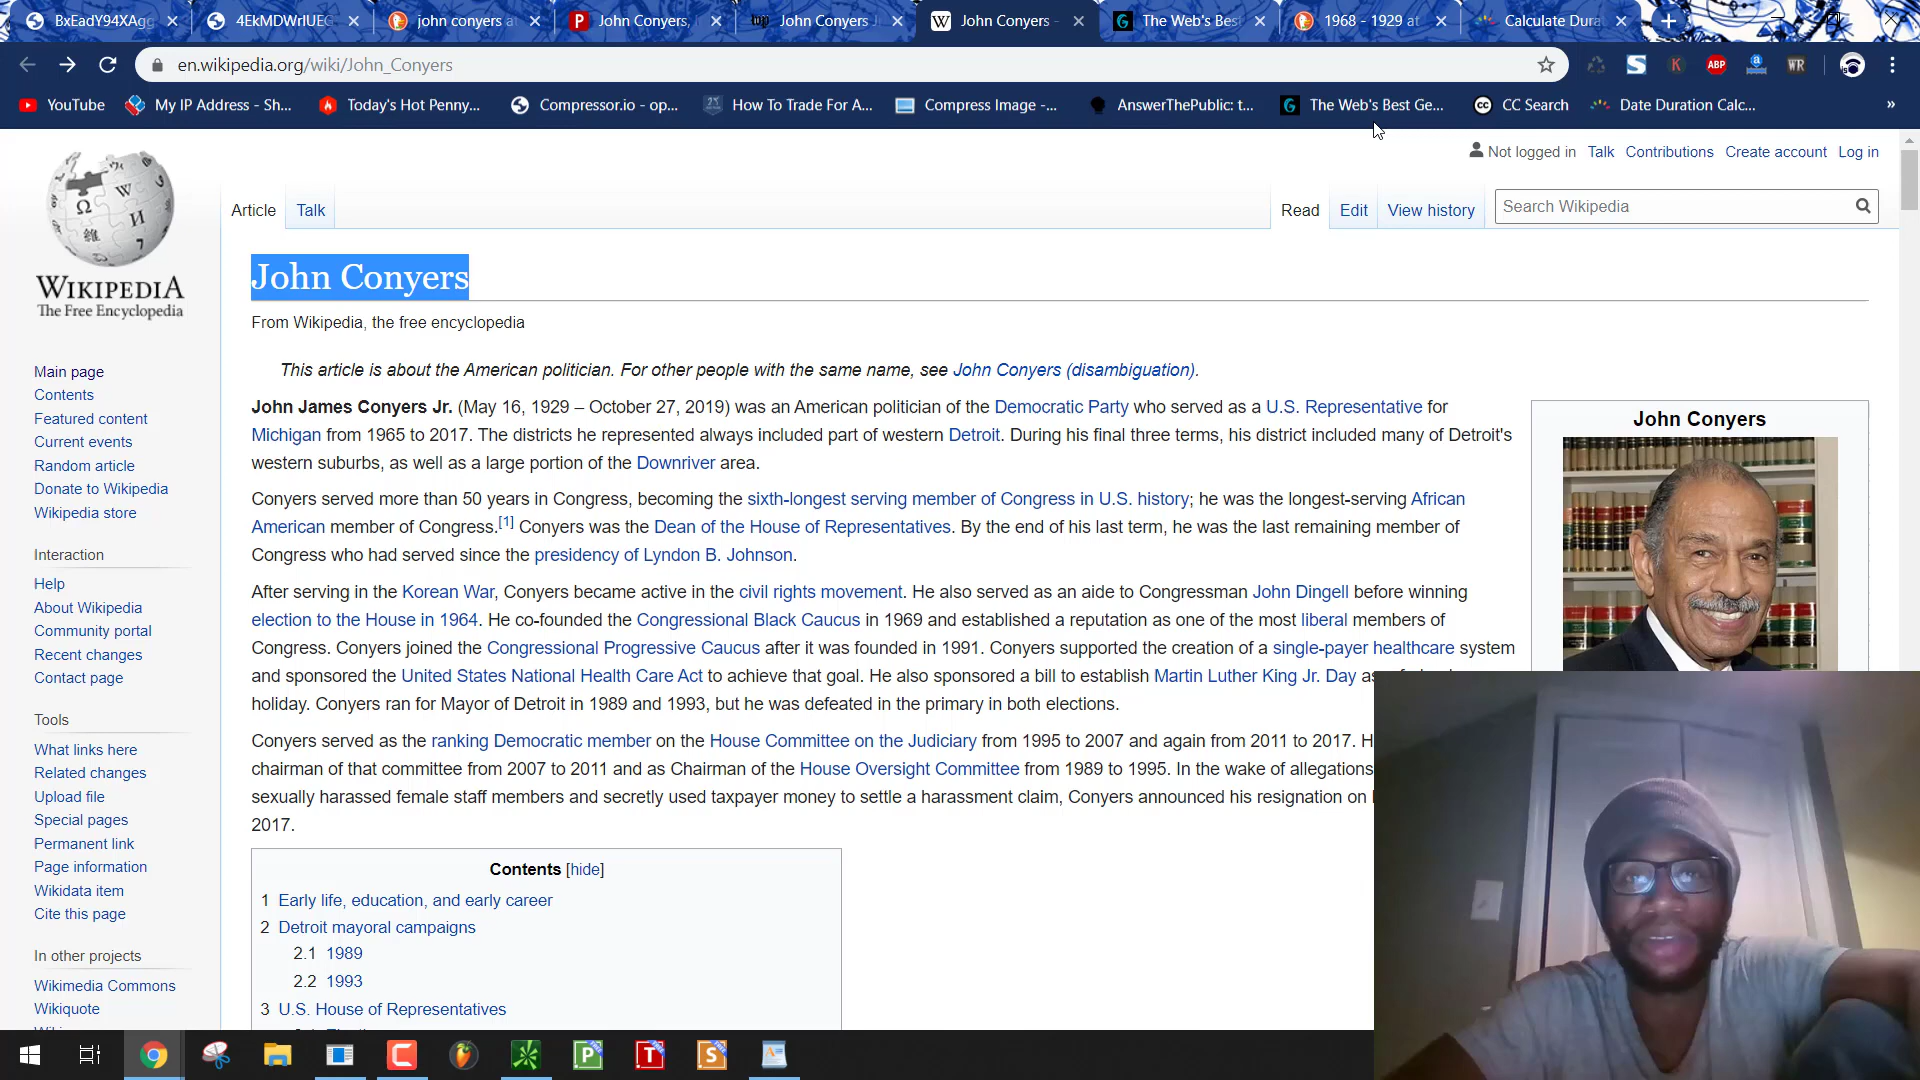 BxEadY94XAgg
4EkMDWrIUEG
john conyers at
John Conyers,
John Conyers J
John Conyers -
The Web's Best
1968 - 1929 at
Calculate Dura
en.wikipedia.org/wiki/John_Conyers
YouTube
My IP Address - Sh...
Today's Hot Penny...
Compressor.io - op...
How To Trade For A...
Compress Image -...
AnswerThePublic: t...
The Web's Best Ge...
CC Search
Date Duration Calc...
»
Not logged in Talk Contributions Create account Log in
Article Talk
Read Edit View history
Search Wikipedia
WIKIPEDIA
The Free Encyclopedia
Main page
Contents
Featured content
Current events
Random article
Donate to Wikipedia
Wikipedia store
Interaction
Help
About Wikipedia
Community portal
Recent changes
Contact page
Tools
What links here
Related changes
Upload file
Special pages
Permanent link
Page information
Wikidata item
Cite this page
In other projects
Wikimedia Commons
Wikiquote
John Conyers
From Wikipedia, the free encyclopedia
This article is about the American politician. For other people with the same name, see John Conyers (disambiguation).
John James Conyers Jr. (May 16, 1929 – October 27, 2019) was an American politician of the Democratic Party who served as a U.S. Representative for
Michigan from 1965 to 2017. The districts he represented always included part of western Detroit. During his final three terms, his district included many of Detroit's
western suburbs, as well as a large portion of the Downriver area.
Conyers served more than 50 years in Congress, becoming the sixth-longest serving member of Congress in U.S. history; he was the longest-serving African
American member of Congress.[1] Conyers was the Dean of the House of Representatives. By the end of his last term, he was the last remaining member of
Congress who had served since the presidency of Lyndon B. Johnson.
After serving in the Korean War, Conyers became active in the civil rights movement. He also served as an aide to Congressman John Dingell before winning
election to the House in 1964. He co-founded the Congressional Black Caucus in 1969 and established a reputation as one of the most liberal members of
Congress. Conyers joined the Congressional Progressive Caucus after it was founded in 1991. Conyers supported the creation of a single-payer healthcare system
and sponsored the United States National Health Care Act to achieve that goal. He also sponsored a bill to establish Martin Luther King Jr. Day as
holiday. Conyers ran for Mayor of Detroit in 1989 and 1993, but he was defeated in the primary in both elections.
Conyers served as the ranking Democratic member on the House Committee on the Judiciary from 1995 to 2007 and again from 2011 to 2017. H
chairman of that committee from 2007 to 2011 and as Chairman of the House Oversight Committee from 1989 to 1995. In the wake of allegations
sexually harassed female staff members and secretly used taxpayer money to settle a harassment claim, Conyers announced his resignation on
2017.
Contents [hide]
1 Early life, education, and early career
2 Detroit mayoral campaigns
2.1 1989
2.2 1993
3 U.S. House of Representatives
John Conyers